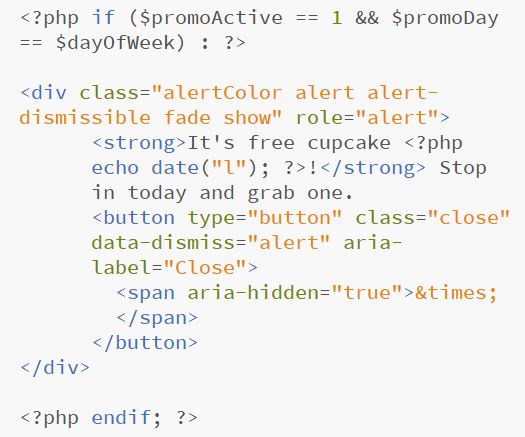 <?php if ($promoActive == 1 && $promoDay
== $dayOfWeek) : ?>
<div class="alertColor alert alert-
dismissible fade show" role="alert">
<strong>It's free cupcake <?php
echo date("l"); ?>!</strong> Stop
in today and grab one.
<button type="button" class="close"
data-dismiss="alert" aria-
label="Close">
<span aria-hidden="true">&times;
</span>
</button>
</div>
<?php endif; ?>